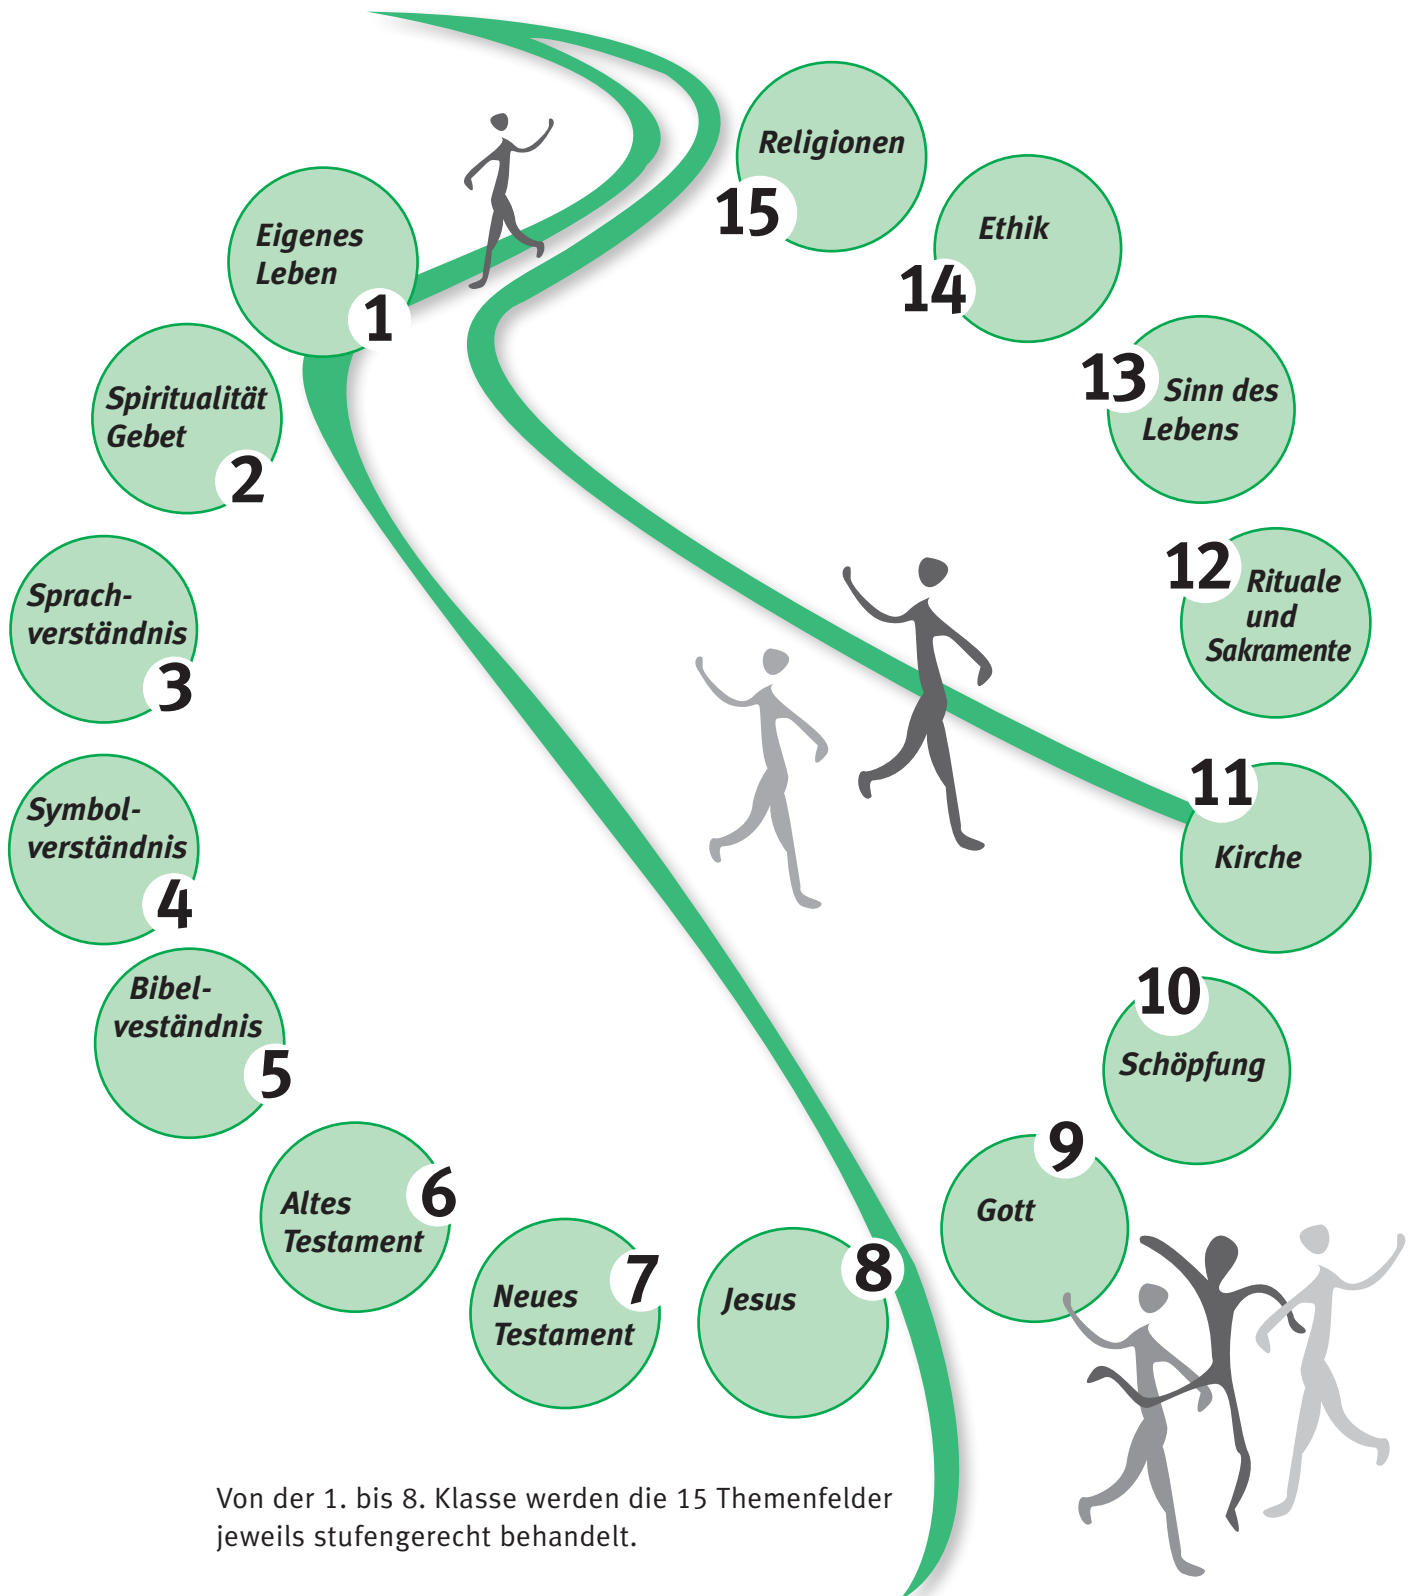 Eigenes
Leben
1
Spiritualität
Gebet
2
Sprach-
verständnis
3
Symbol-
verständnis
4
Bibel-
veständnis
5
Altes
Testament
6
Neues
Testament
7
Jesus
8
Gott
9
Schöpfung
10
Kirche
11
Rituale
und
Sakramente
12
Sinn des
Lebens
13
Ethik
14
Religionen
15
Von der 1. bis 8. Klasse werden die 15 Themenfelder
jeweils stufengerecht behandelt.